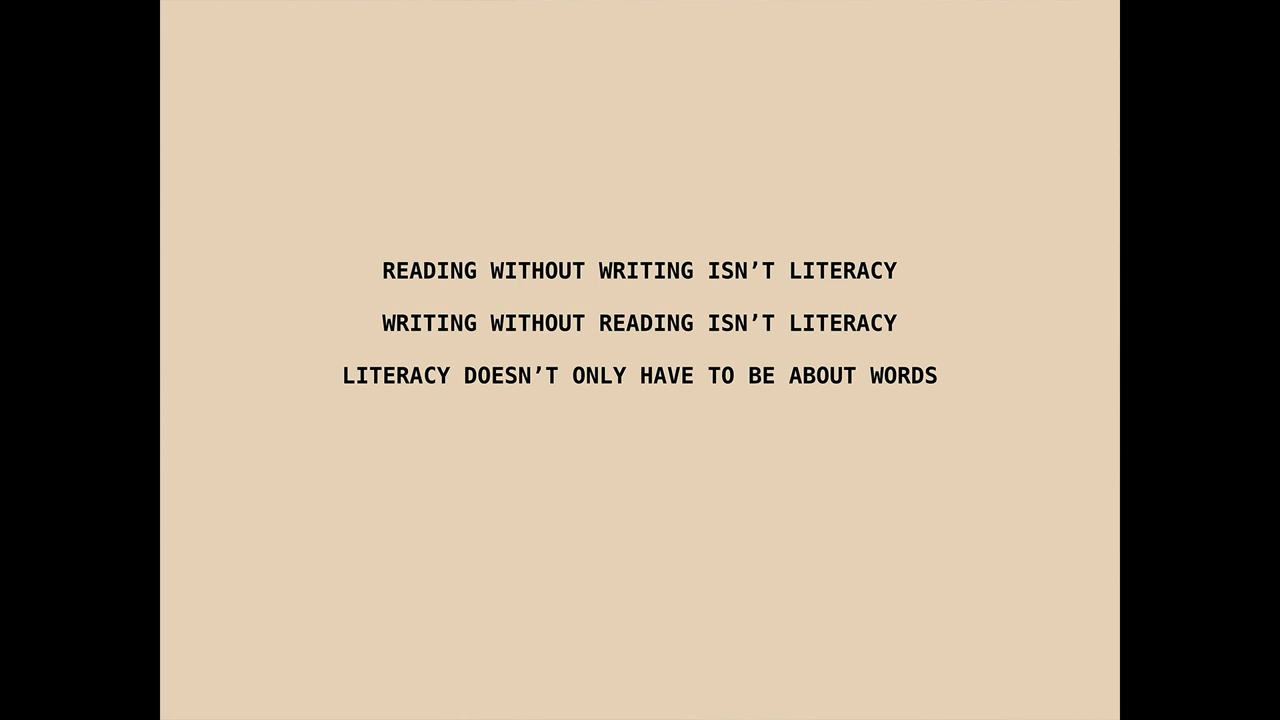 READING WITHOUT WRITING ISN’T LITERACY
WRITING WITHOUT READING ISN’T LITERACY
LITERACY DOESN’T ONLY HAVE TO BE ABOUT WORDS